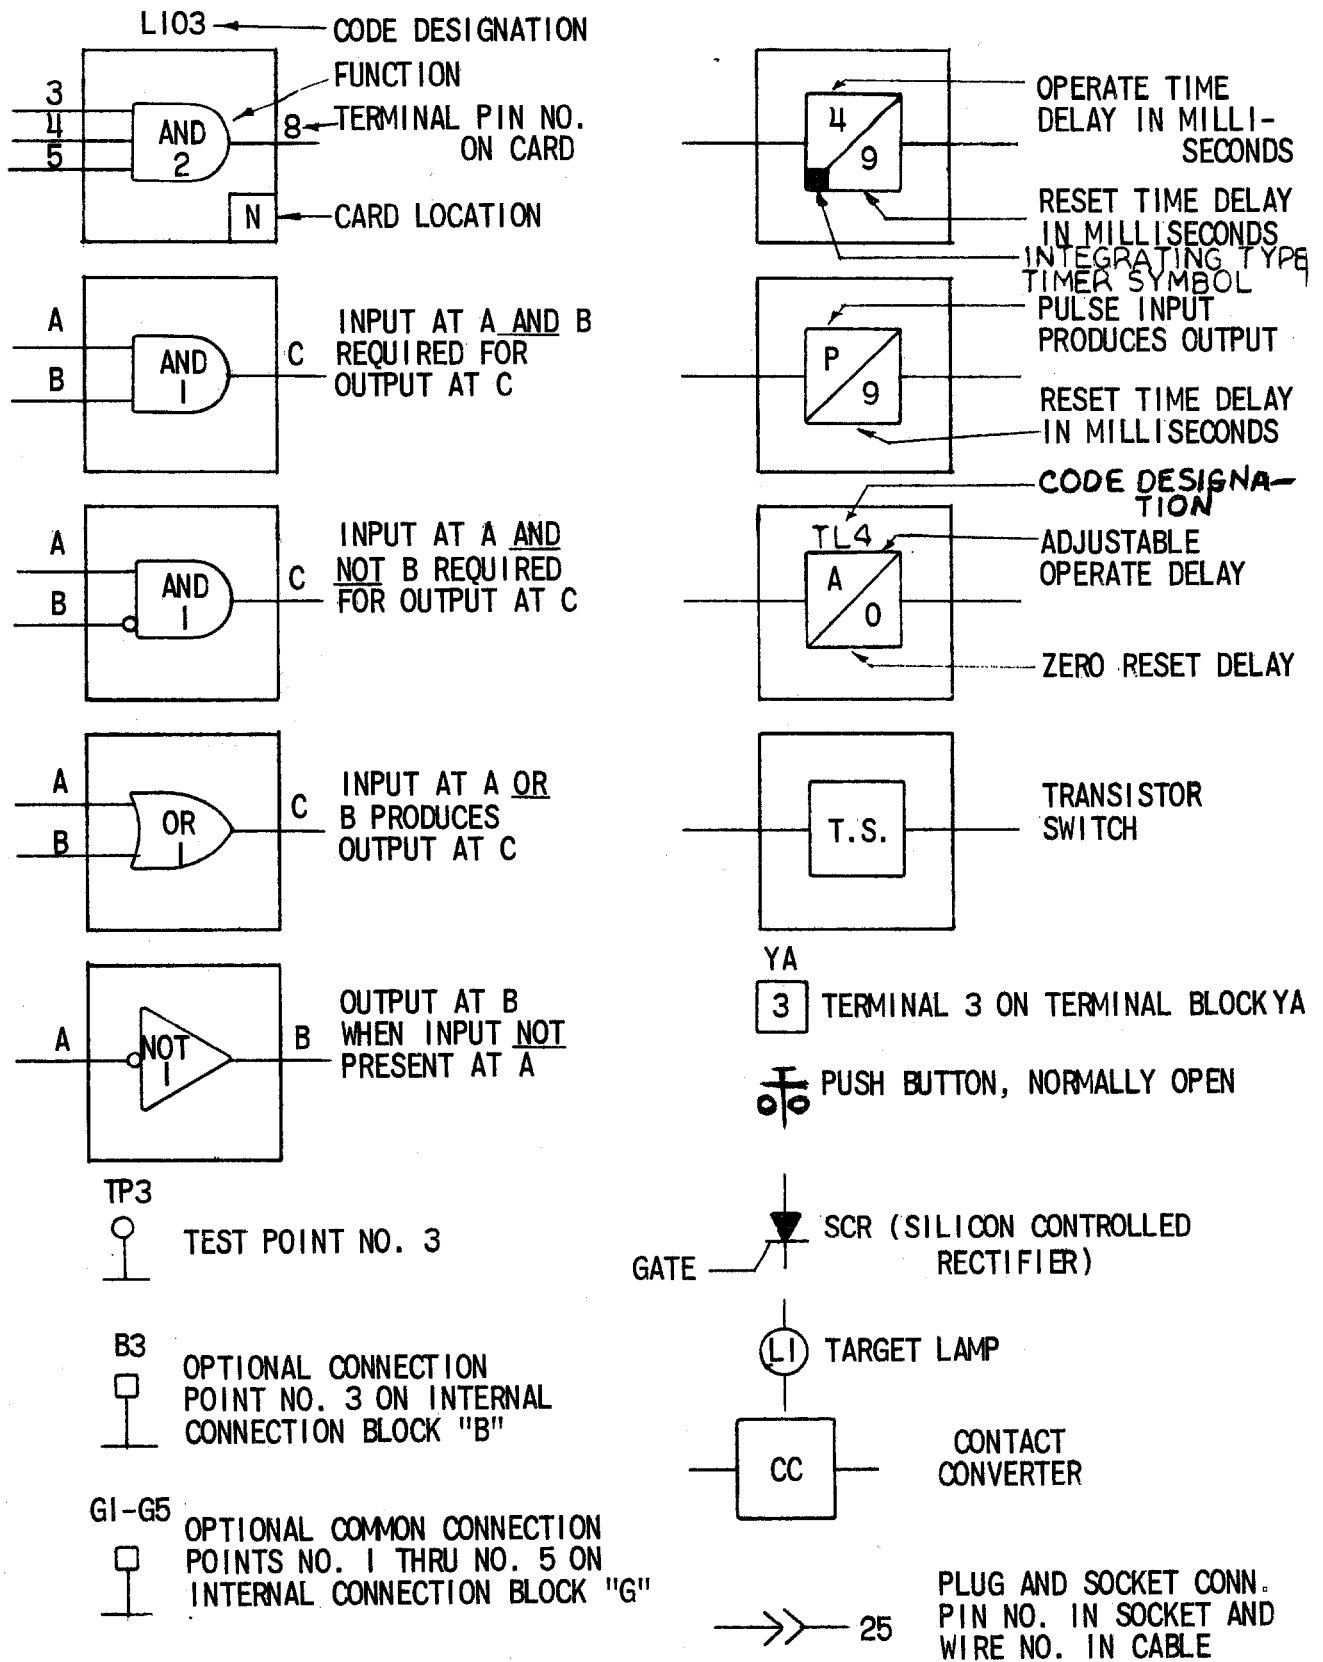 L103
CODE DESIGNATION
FUNCTION
3
4
5
AND
2
8
TERMINAL PIN NO.
ON CARD
N
CARD LOCATION
A
B
AND
1
C
INPUT AT A AND B
REQUIRED FOR
OUTPUT AT C
A
B
AND
1
C
INPUT AT A AND
NOT B REQUIRED
FOR OUTPUT AT C
A
B
OR
1
C
INPUT AT A OR
B PRODUCES
OUTPUT AT C
A
NOT
1
B
OUTPUT AT B
WHEN INPUT NOT
PRESENT AT A
TP3
TEST POINT NO. 3
B3
OPTIONAL CONNECTION
POINT NO. 3 ON INTERNAL
CONNECTION BLOCK "B"
G1-G5
OPTIONAL COMMON CONNECTION
POINTS NO. 1 THRU NO. 5 ON
INTERNAL CONNECTION BLOCK "G"
4
9
OPERATE TIME
DELAY IN MILLI-
SECONDS
RESET TIME DELAY
IN MILLISECONDS
INTEGRATING TYPE
TIMER SYMBOL
P
9
PULSE INPUT
PRODUCES OUTPUT
RESET TIME DELAY
IN MILLISECONDS
CODE DESIGNA-
TION
TL4
A
0
ADJUSTABLE
OPERATE DELAY
ZERO RESET DELAY
T.S.
TRANSISTOR
SWITCH
YA
3
TERMINAL 3 ON TERMINAL BLOCK YA
PUSH BUTTON, NORMALLY OPEN
GATE
SCR (SILICON CONTROLLED
RECTIFIER)
L1
TARGET LAMP
CC
CONTACT
CONVERTER
25
PLUG AND SOCKET CONN.
PIN NO. IN SOCKET AND
WIRE NO. IN CABLE